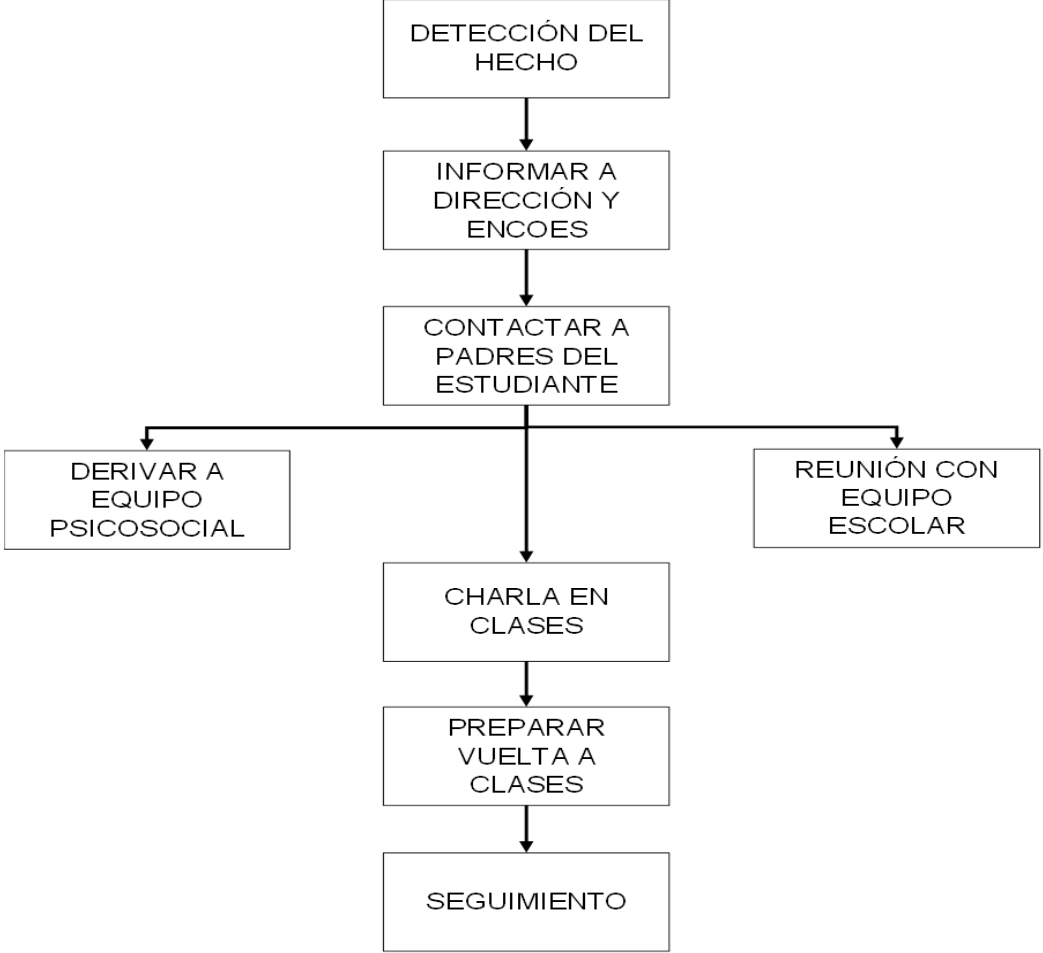 DETECCIÓN DEL
HECHO
INFORMAR A
DIRECCIÓN Y
ENCOES
CONTACTAR A
PADRES DEL
ESTUDIANTE
DERIVAR A
EQUIPO
PSICOSOCIAL
REUNIÓN CON
EQUIPO
ESCOLAR
CHARLA EN
CLASES
PREPARAR
VUELTA A
CLASES
SEGUIMIENTO